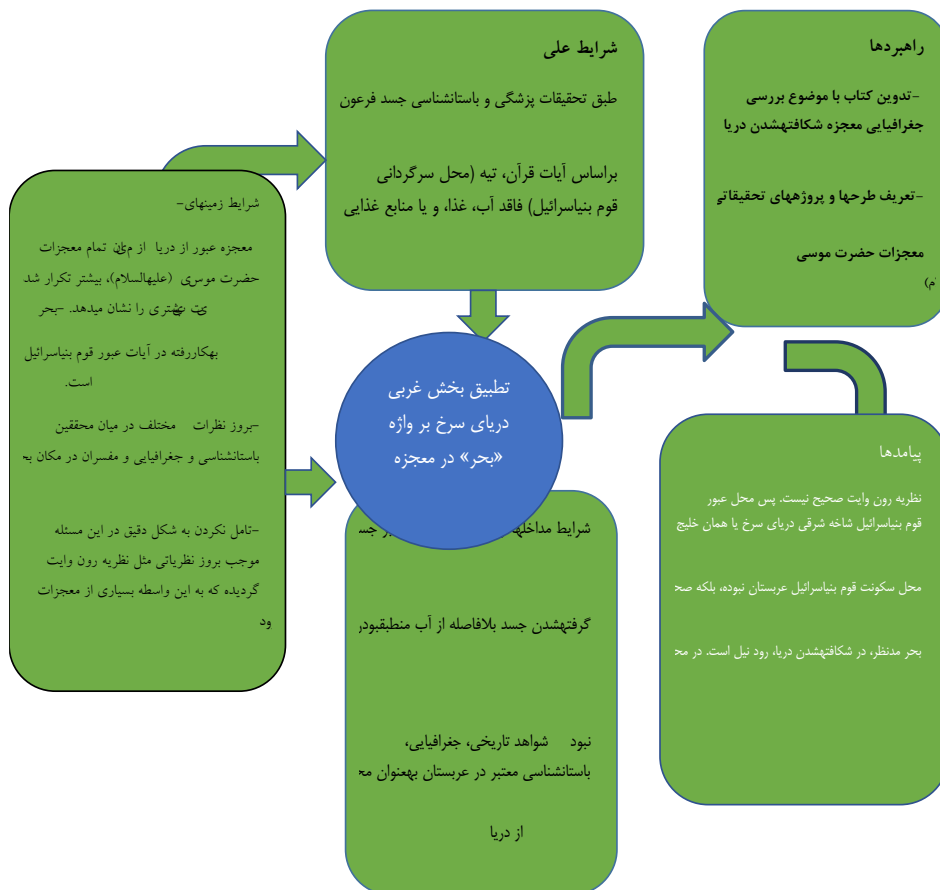 راهبردها
-تدوین کتاب با موضوع بررسی
جغرافیایی معجزه شکافتهشدن دریا
-تعریف طرحها و پروژههای تحقیقاتی
معجزات حضرت موسی
شرایط علی
طبق تحقیقات پزشگی و باستانشناسی جسد فرعون
براساس آیات قرآن، تیه (محل سرگردانی
قوم بنیاسرائیل) فاقد آب، غذا، و یا منابع غذایی
شرایط زمینهای-
معجزه عبور از دریا از تمام معجزات
حضرت (علیهالسلام)، بیشتر تکرار شد
را نشان میدهد. -بحر
بهکاررفته در آیات عبور قوم بنیاسرائیل
است.
-بروز نظرات مختلف در میان محققین
باستانشناسی و جغرافیایی و مفسران در مکان
-تامل نکردن به شکل دقیق در این مسئله
موجب بروز نظریاتی مثل نظریه رون وایت
گردیده که به این واسطه بسیاری از معجزات
ود
تطبیق بخش غربی
دریای سرخ بر واژه
«بحر» در معجزه
شرایط
گرفتهشدن جسد بلافاصله از آب
نبود شواهد تاریخی، جغرافیایی،
باستانشناسی معتبر در عربستان بهعنوان
از دریا
پیامدها
نظریه رون وایت صحیح نیست. پس محل عبور
قوم بنیاسرائیل شاخه شرقی دریای سرخ یا همان خلیج
محل سکونت قوم بنیاسرائیل عربستان نبوده، بلکه
بحر مدنظر، در شکافتهشدن دریا، رود نیل است. در